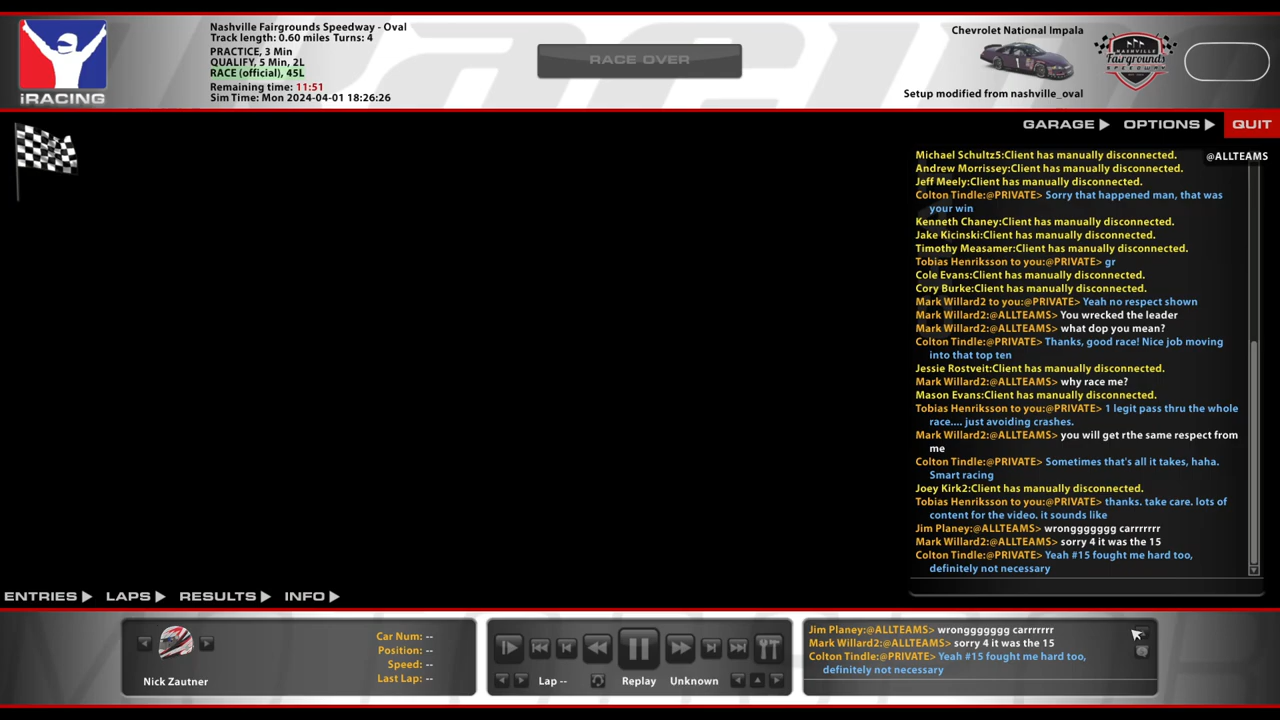 Nashville Fairgrounds Speedway - Oval
Track length: 0.60 miles Turns: 4
PRACTICE, 3 Min
QUALIFY, 5 Min, 2L
RACE (official), 45L
Remaining time: 11:51
Sim Time: Mon 2024-04-01 18:26:26
iRACING
RACE OVER
Chevrolet National Impala
1
Fairgrounds
Setup modified from nashville_oval
GARAGE
OPTIONS
QUIT
@ALLTEAMS
Michael Schultz5:Client has manually disconnected.
Andrew Morrissey:Client has manually disconnected.
Jeff Meely:Client has manually disconnected.
Colton Tindle:@PRIVATE> Sorry that happened man, that was
your win
Kenneth Chaney:Client has manually disconnected.
Jake Kicinski:Client has manually disconnected.
Timothy Measamer:Client has manually disconnected.
Tobias Henriksson to you:@PRIVATE> gr
Cole Evans:Client has manually disconnected.
Cory Burke:Client has manually disconnected.
Mark Willard2 to you:@PRIVATE> Yeah no respect shown
Mark Willard2:@ALLTEAMS> You wrecked the leader
Mark Willard2:@ALLTEAMS> what dop you mean?
Colton Tindle:@PRIVATE> Thanks, good race! Nice job moving
into that top ten
Jessie Rostveit:Client has manually disconnected.
Mark Willard2:@ALLTEAMS> why race me?
Mason Evans:Client has manually disconnected.
Tobias Henriksson to you:@PRIVATE> 1 legit pass thru the whole
race.... just avoiding crashes.
Mark Willard2:@ALLTEAMS> you will get rthe same respect from
me
Colton Tindle:@PRIVATE> Sometimes that's all it takes, haha.
Smart racing
Joey Kirk2:Client has manually disconnected.
Tobias Henriksson to you:@PRIVATE> thanks. take care. lots of
content for the video. it sounds like
Jim Planey:@ALLTEAMS> wronggggggg carrrrrrr
Mark Willard2:@ALLTEAMS> sorry 4 it was the 15
Colton Tindle:@PRIVATE> Yeah #15 fought me hard too,
definitely not necessary
ENTRIES
LAPS
RESULTS
INFO
Nick Zautner
Car Num: --
Position: --
Speed: --
Last Lap: --
Lap --
Replay
Unknown
Jim Planey:@ALLTEAMS> wronggggggg carrrrrrr
Mark Willard2:@ALLTEAMS> sorry 4 it was the 15
Colton Tindle:@PRIVATE> Yeah #15 fought me hard too,
definitely not necessary